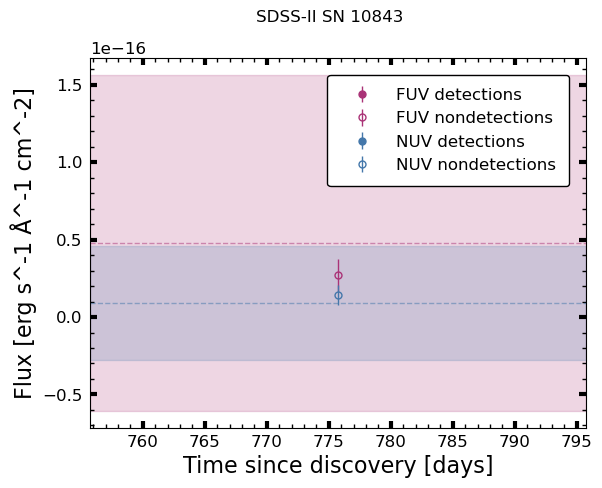 SDSS-II SN 10843
1e−16
FUV detections
FUV nondetections
NUV detections
NUV nondetections
1.5
1.0
0.5
0.0
−0.5
Flux [erg s^-1 Å^-1 cm^-2]
760 765 770 775 780 785 790 795
Time since discovery [days]